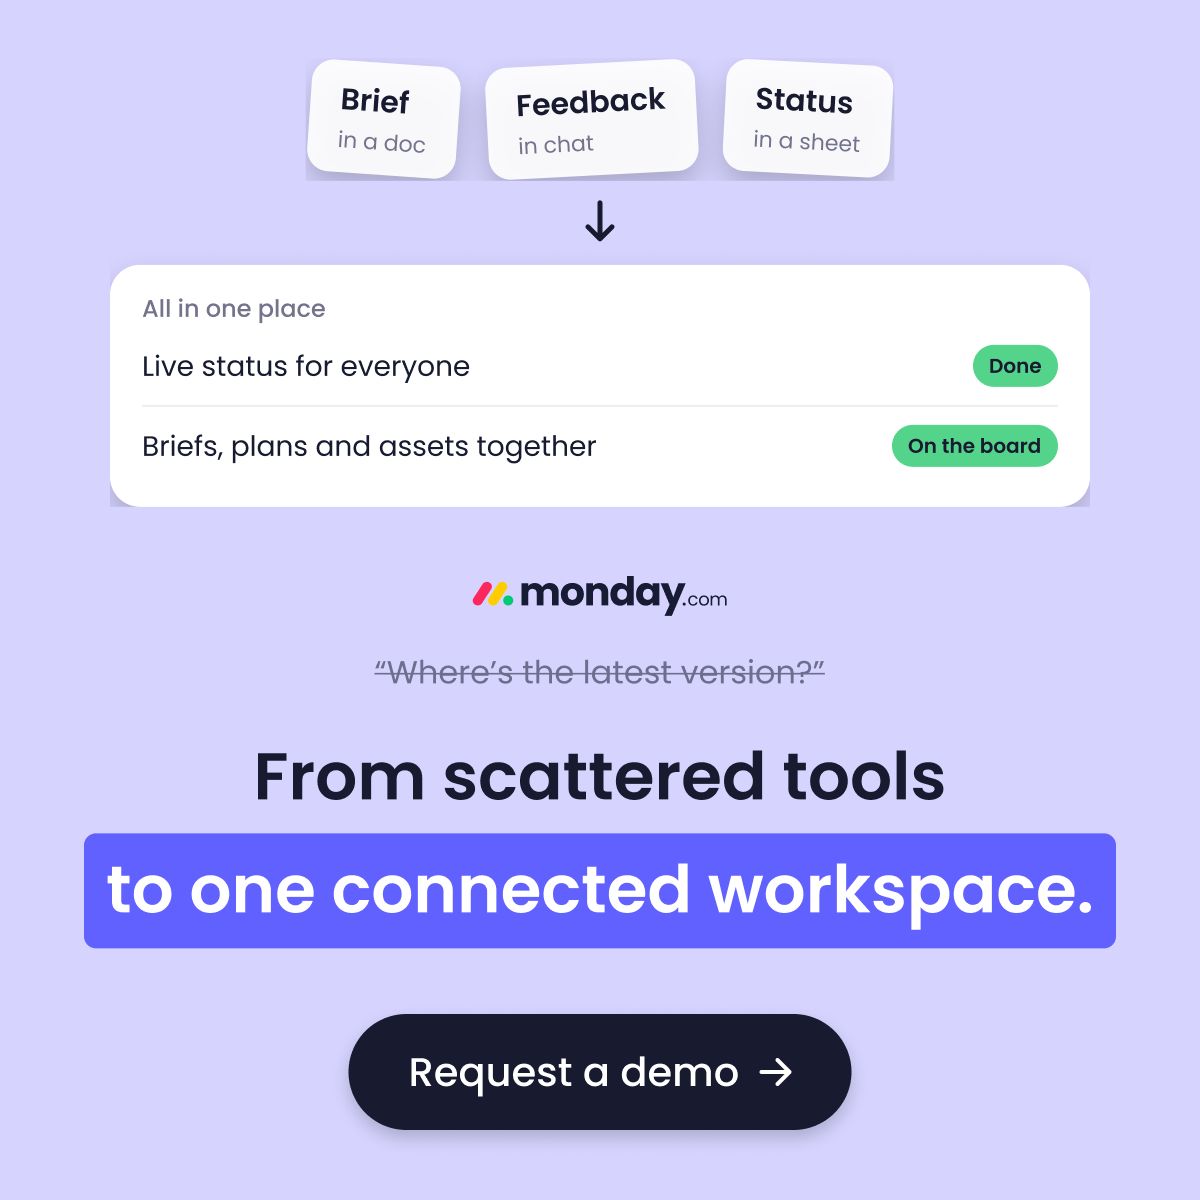 Brief
in a doc
Feedback
in chat
Status
in a sheet
All in one place
Live status for everyone
Done
Briefs, plans and assets together
On the board
monday.com
“Where’s the latest version?”
From scattered tools
to one connected workspace.
Request a demo →